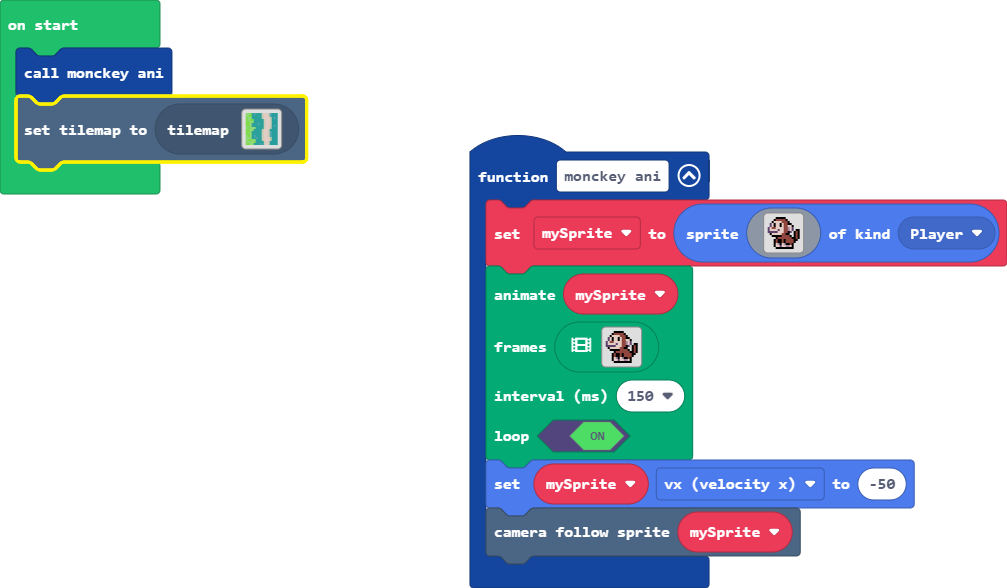 on start
call monckey ani
set tilemap to tilemap
function monckey ani
set mySprite to sprite of kind Player
animate mySprite
frames
interval (ms) 150
loop ON
set mySprite vx (velocity x) to -50
camera follow sprite mySprite